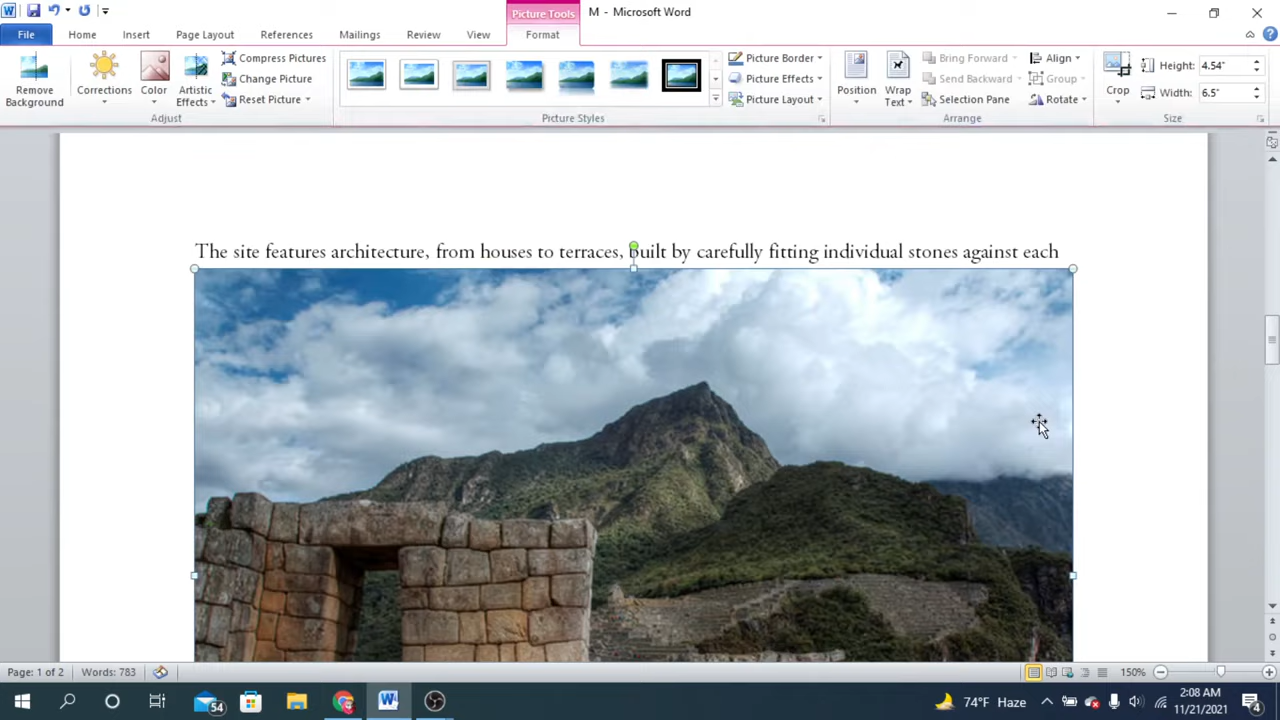 Picture Tools
M - Microsoft Word
File
Home
Insert
Page Layout
References
Mailings
Review
View
Format
Remove
Background
Corrections
Color
Artistic
Effects
Compress Pictures
Change Picture
Reset Picture
Adjust
Picture Styles
Picture Border
Picture Effects
Picture Layout
Position
Wrap
Text
Bring Forward
Send Backward
Selection Pane
Align
Group
Rotate
Arrange
Crop
Height: 4.54"
Width: 6.5"
Size
The site features architecture, from houses to terraces, built by carefully fitting individual stones against each
Page: 1 of 2
Words: 783
150%
54
74°F Haze
2:08 AM
11/21/2021
4